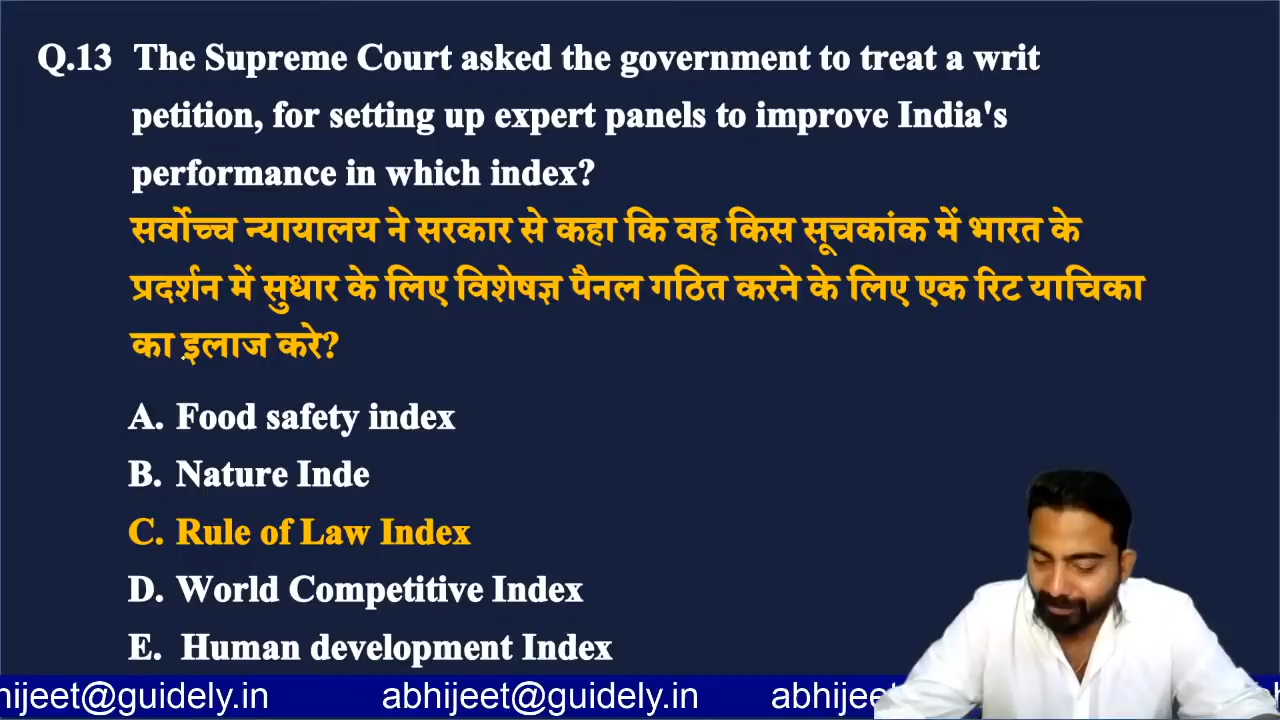 Q.13 The Supreme Court asked the government to treat a writ
petition, for setting up expert panels to improve India's
performance in which index?
सर्वोच्च न्यायालय ने सरकार से कहा कि वह किस सूचकांक में भारत के
प्रदर्शन में सुधार के लिए विशेषज्ञ पैनल गठित करने के लिए एक रिट याचिका
का इलाज करे?
A. Food safety index
B. Nature Inde
C. Rule of Law Index
D. World Competitive Index
E. Human development Index
hijeet@guidely.in abhijeet@guidely.in abhijee